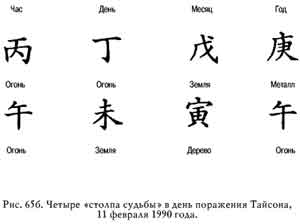 Час День Месяц Год
丙 丁 戊 庚
Огонь Огонь Земля Металл
午 未 寅 午
Огонь Земля Дерево Огонь
Рис. 65б. Четыре «столпа судьбы» в день поражения Тайсона,
11 февраля 1990 года.